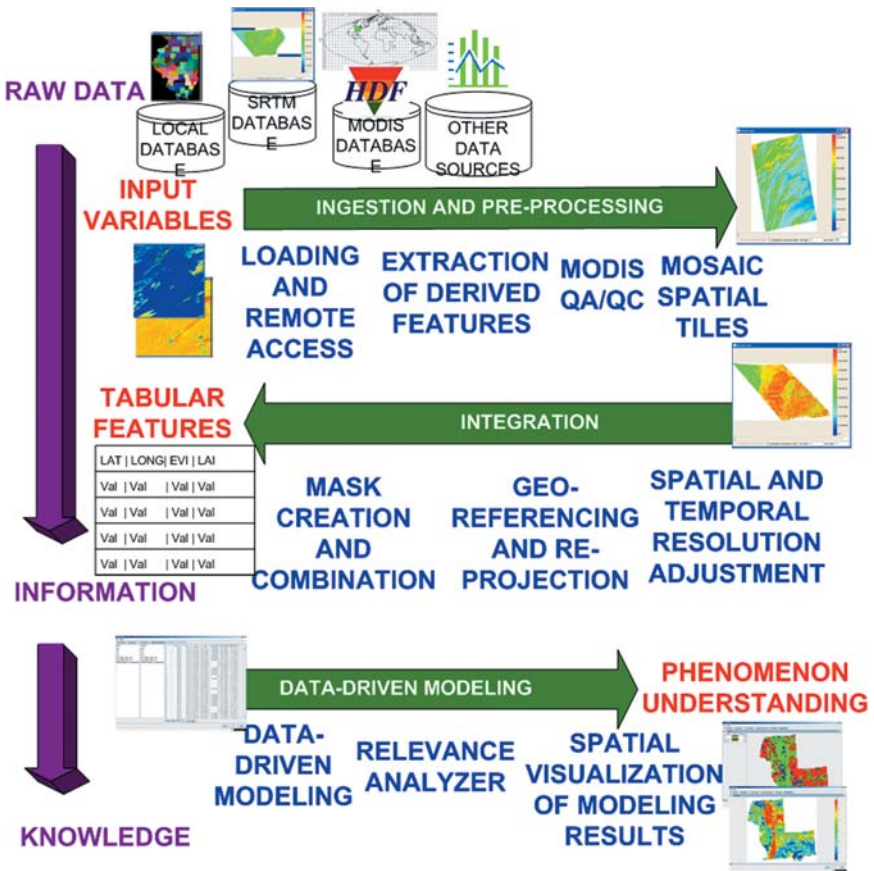 RAW DATA
LOCAL
DATABAS
E
SRTM
DATABAS
E
HDF
MODIS
DATABAS
E
OTHER
DATA
SOURCES
INPUT
VARIABLES
INGESTION AND PRE-PROCESSING
LOADING
AND
REMOTE
ACCESS
EXTRACTION
OF DERIVED
FEATURES
MODIS
QA/QC
MOSAIC
SPATIAL
TILES
TABULAR
FEATURES
INTEGRATION
LAT | LONG| EVI | LAI
Val | Val | Val | Val
Val | Val | Val | Val
Val | Val | Val | Val
Val | Val | Val | Val
MASK
CREATION
AND
COMBINATION
GEO-
REFERENCING
AND RE-
PROJECTION
SPATIAL AND
TEMPORAL
RESOLUTION
ADJUSTMENT
INFORMATION
DATA-DRIVEN MODELING
PHENOMENON
UNDERSTANDING
DATA-
DRIVEN
MODELING
RELEVANCE
ANALYZER
SPATIAL
VISUALIZATION
OF MODELING
RESULTS
KNOWLEDGE